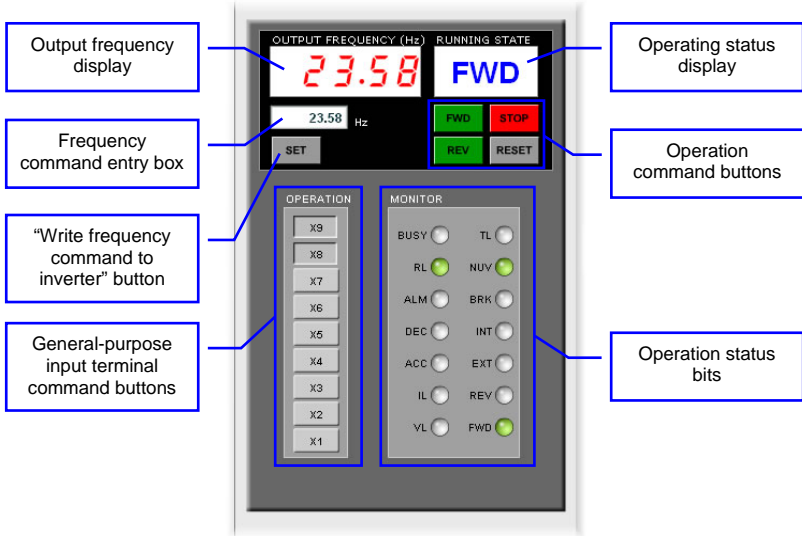 Output frequency
display
Frequency
command entry box
“Write frequency
command to
inverter” button
General-purpose
input terminal
command buttons
OUTPUT FREQUENCY (Hz)
23.58
23.58 Hz
SET
RUNNING STATE
FWD
FWD STOP
REV RESET
OPERATION
X9
X8
X7
X6
X5
X4
X3
X2
X1
MONITOR
BUSY TL
RL NUV
ALM BRK
DEC INT
ACC EXT
IL REV
VL FWD
Operating status
display
Operation
command buttons
Operation status
bits